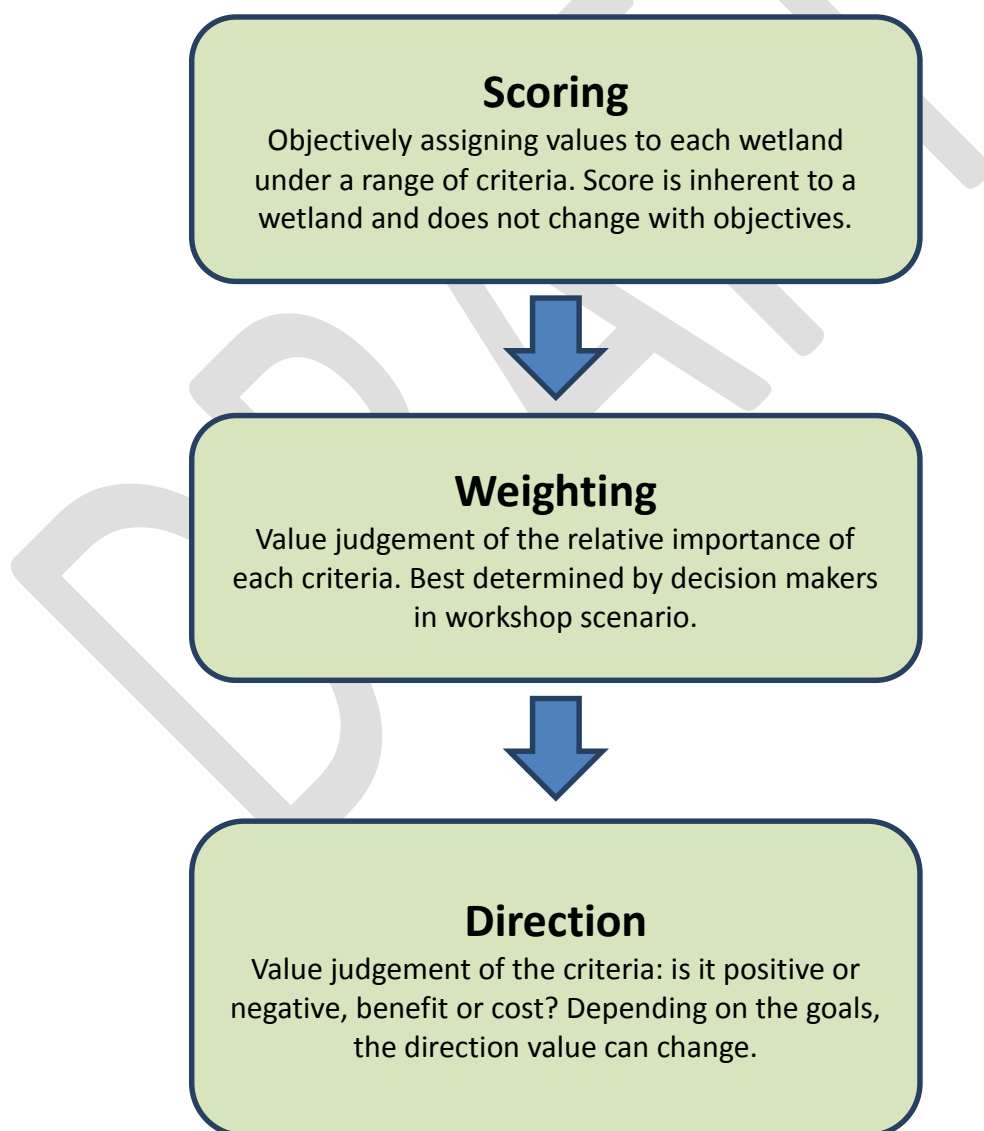 Scoring
Objectively assigning values to each wetland
under a range of criteria. Score is inherent to a
wetland and does not change with objectives.
Weighting
Value judgement of the relative importance of
each criteria. Best determined by decision makers
in workshop scenario.
Direction
Value judgement of the criteria: is it positive or
negative, benefit or cost? Depending on the goals,
the direction value can change.